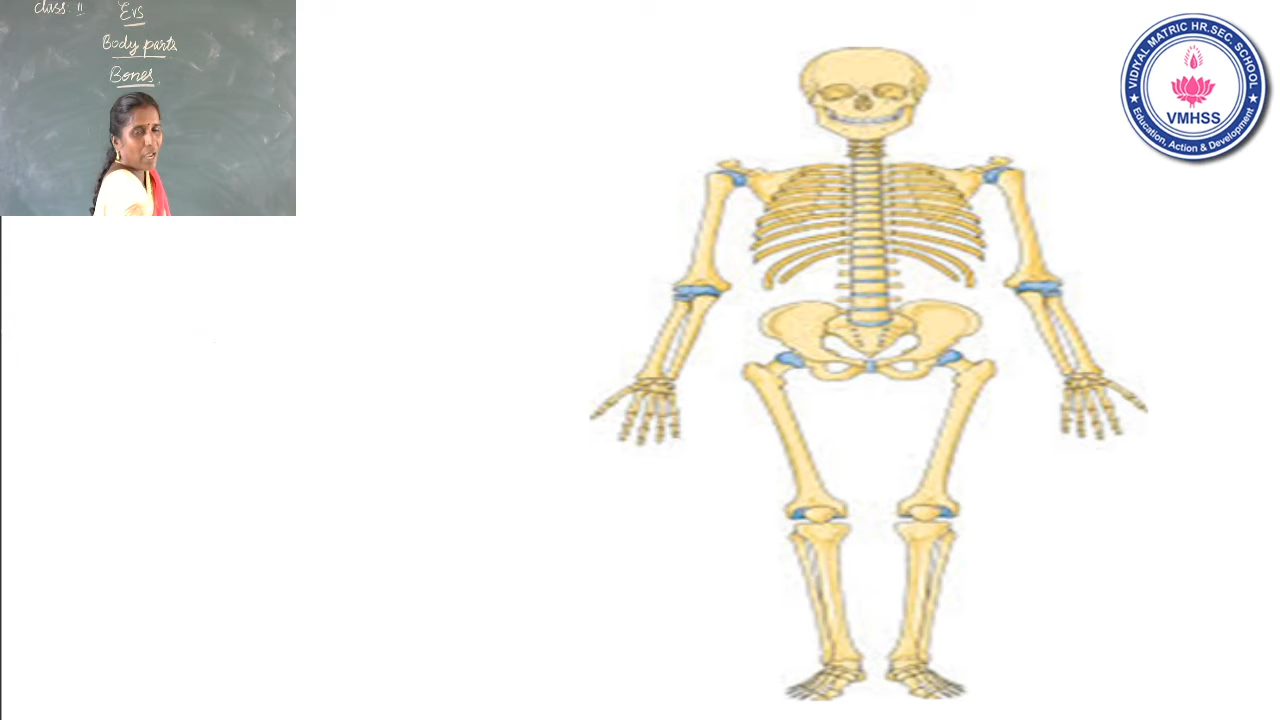 class: II Evs
Body parts
Bones.
VIDIYAL MATRIC HR.SEC. SCHOOL
VMHSS
Education, Action & Development